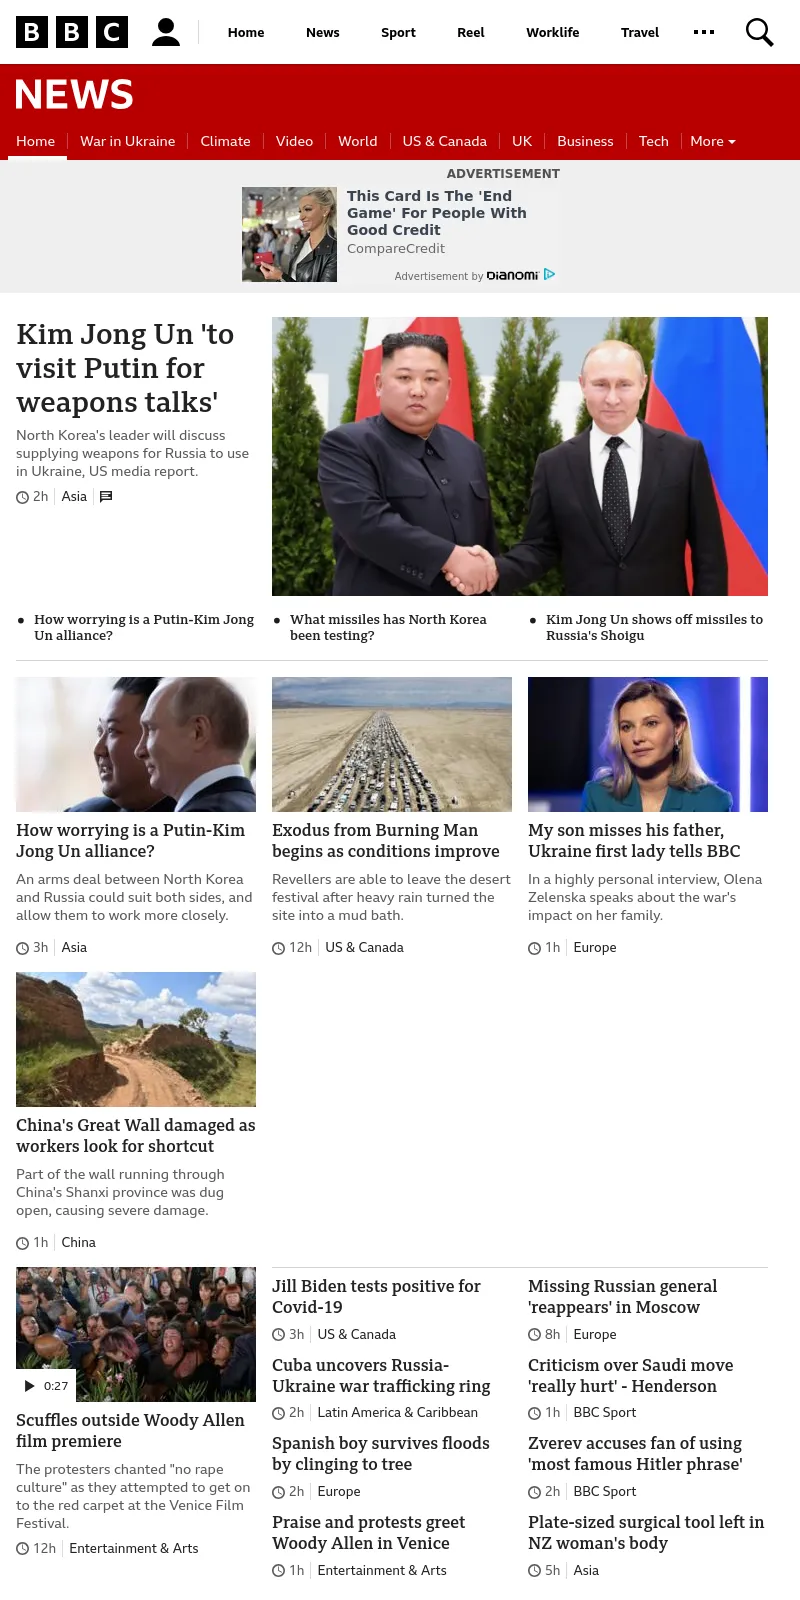 BBC
Home
News
Sport
Reel
Worklife
Travel
NEWS
Home
War in Ukraine
Climate
Video
World
US & Canada
UK
Business
Tech
More
ADVERTISEMENT
This Card Is The 'End
Game' For People With
Good Credit
CompareCredit
Advertisement by DIANOMI
Kim Jong Un 'to
visit Putin for
weapons talks'
North Korea's leader will discuss
supplying weapons for Russia to use
in Ukraine, US media report.
2h
Asia
How worrying is a Putin-Kim Jong
Un alliance?
What missiles has North Korea
been testing?
Kim Jong Un shows off missiles to
Russia's Shoigu
How worrying is a Putin-Kim
Jong Un alliance?
An arms deal between North Korea
and Russia could suit both sides, and
allow them to work more closely.
3h
Asia
Exodus from Burning Man
begins as conditions improve
Revellers are able to leave the desert
festival after heavy rain turned the
site into a mud bath.
12h
US & Canada
My son misses his father,
Ukraine first lady tells BBC
In a highly personal interview, Olena
Zelenska speaks about the war's
impact on her family.
1h
Europe
China's Great Wall damaged as
workers look for shortcut
Part of the wall running through
China's Shanxi province was dug
open, causing severe damage.
1h
China
0:27
Scuffles outside Woody Allen
film premiere
The protesters chanted "no rape
culture" as they attempted to get on
to the red carpet at the Venice Film
Festival.
12h
Entertainment & Arts
Jill Biden tests positive for
Covid-19
3h
US & Canada
Cuba uncovers Russia-
Ukraine war trafficking ring
2h
Latin America & Caribbean
Spanish boy survives floods
by clinging to tree
2h
Europe
Praise and protests greet
Woody Allen in Venice
1h
Entertainment & Arts
Missing Russian general
'reappears' in Moscow
8h
Europe
Criticism over Saudi move
'really hurt' - Henderson
1h
BBC Sport
Zverev accuses fan of using
'most famous Hitler phrase'
2h
BBC Sport
Plate-sized surgical tool left in
NZ woman's body
5h
Asia